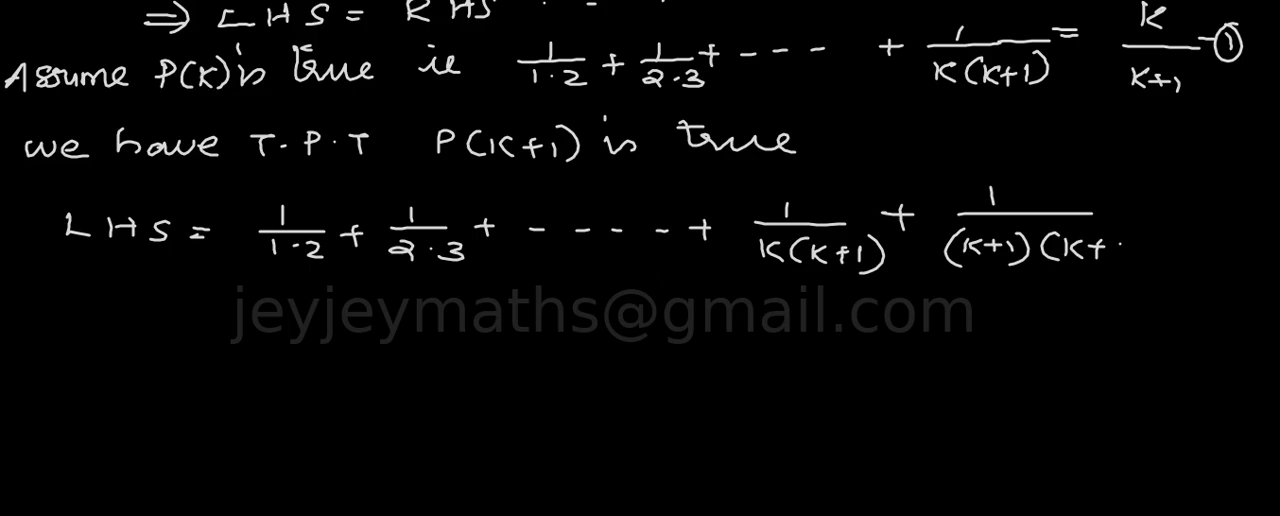 ⇒ LHS = RHS
Assume P(k) is true ie 1/1·2 + 1/2·3 + ---- + 1/k(k+1) = k/k+1 -①
we have T.P.T P(k+1) is true
LHS = 1/1·2 + 1/2·3 + ----- + 1/k(k+1) + 1/(k+1)(k+
jeyjeymaths@gmail.com